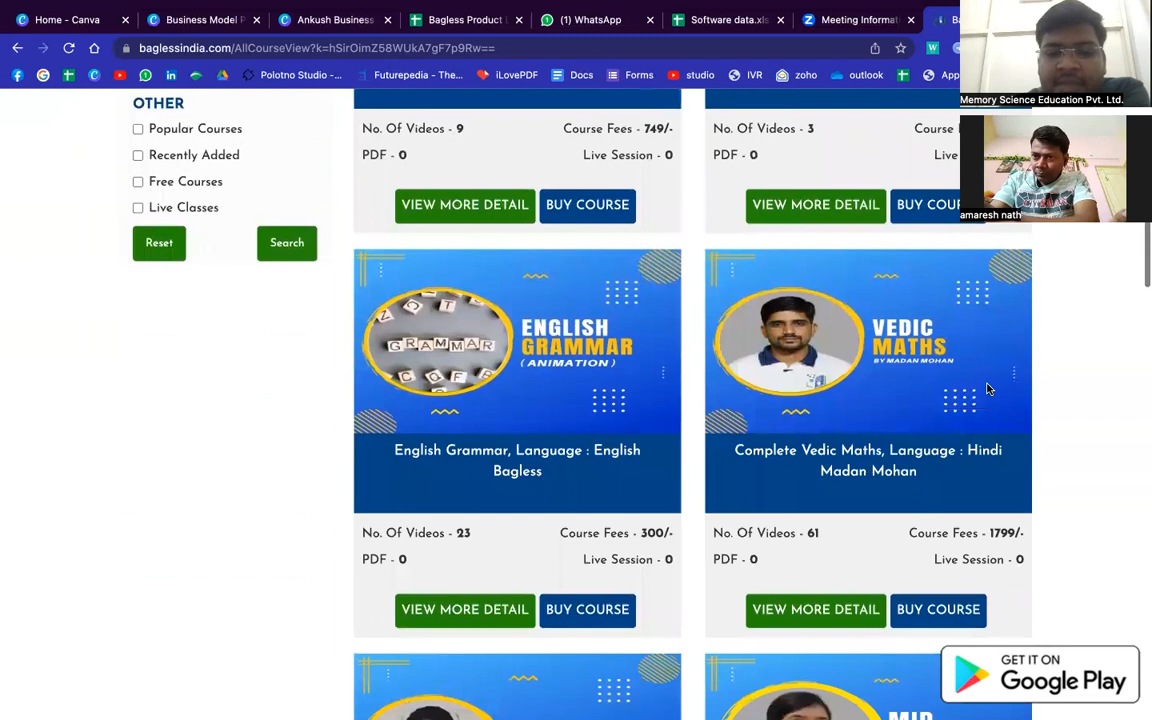 Home - Canva
Business Model P
Ankush Business
Bagless Product L
(1) WhatsApp
Software data.xls
Meeting Informat
baglessindia.com/AllCourseView?k=hSirOimZ58WUkA7gF7p9Rw==
Polotno Studio -...
Futurepedia - The...
iLovePDF
Docs
Forms
studio
IVR
zoho
outlook
App
Memory Science Education Pvt. Ltd.
amaresh nath
OTHER
Popular Courses
Recently Added
Free Courses
Live Classes
Reset
Search
No. Of Videos - 9
Course Fees - 749/-
PDF - 0
Live Session - 0
VIEW MORE DETAIL
BUY COURSE
No. Of Videos - 3
Course
PDF - 0
Live
VIEW MORE DETAIL
BUY COU
GRAMMAR
ENGLISH
GRAMMAR
(ANIMATION)
English Grammar, Language : English
Bagless
No. Of Videos - 23
Course Fees - 300/-
PDF - 0
Live Session - 0
VIEW MORE DETAIL
BUY COURSE
VEDIC
MATHS
BY MADAN MOHAN
Complete Vedic Maths, Language : Hindi
Madan Mohan
No. Of Videos - 61
Course Fees - 1799/-
PDF - 0
Live Session - 0
VIEW MORE DETAIL
BUY COURSE
MID
GET IT ON
Google Play